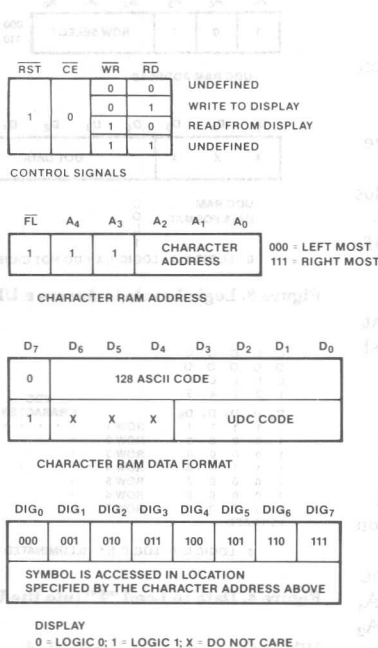 RST CE WR RD
0 0 UNDEFINED
0 1 WRITE TO DISPLAY
1 0 1 0 READ FROM DISPLAY
1 1 UNDEFINED
CONTROL SIGNALS
FL A4 A3 A2 A1 A0
1 1 1 CHARACTER ADDRESS 000 = LEFT MOST
111 = RIGHT MOST
CHARACTER RAM ADDRESS
D7 D6 D5 D4 D3 D2 D1 D0
0 128 ASCII CODE
1 X X X UDC CODE
CHARACTER RAM DATA FORMAT
DIG0 DIG1 DIG2 DIG3 DIG4 DIG5 DIG6 DIG7
000 001 010 011 100 101 110 111
SYMBOL IS ACCESSED IN LOCATION
SPECIFIED BY THE CHARACTER ADDRESS ABOVE
DISPLAY
0 = LOGIC 0; 1 = LOGIC 1; X = DO NOT CARE